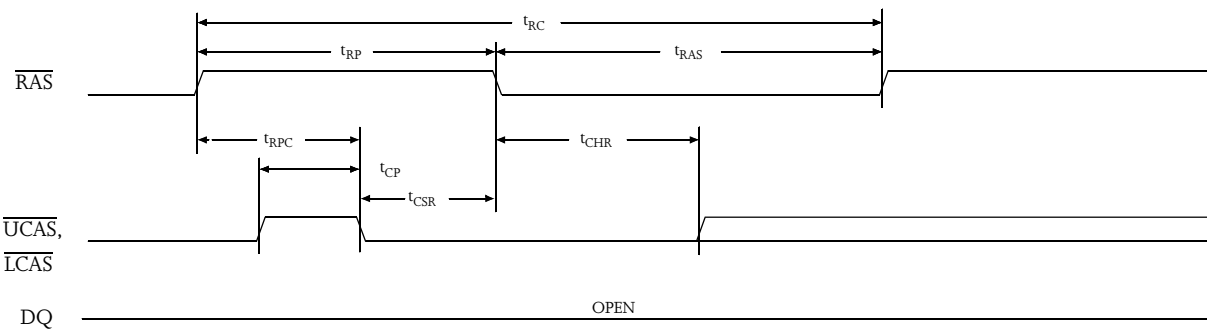 tRC
tRP
tRAS
RAS
tRPC
tCHR
tCP
tCSR
UCAS,
LCAS
OPEN
DQ